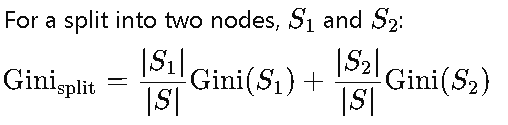 For a split into two nodes, S₁ and S₂:
Gini_split = |S₁|/|S| Gini(S₁) + |S₂|/|S| Gini(S₂)